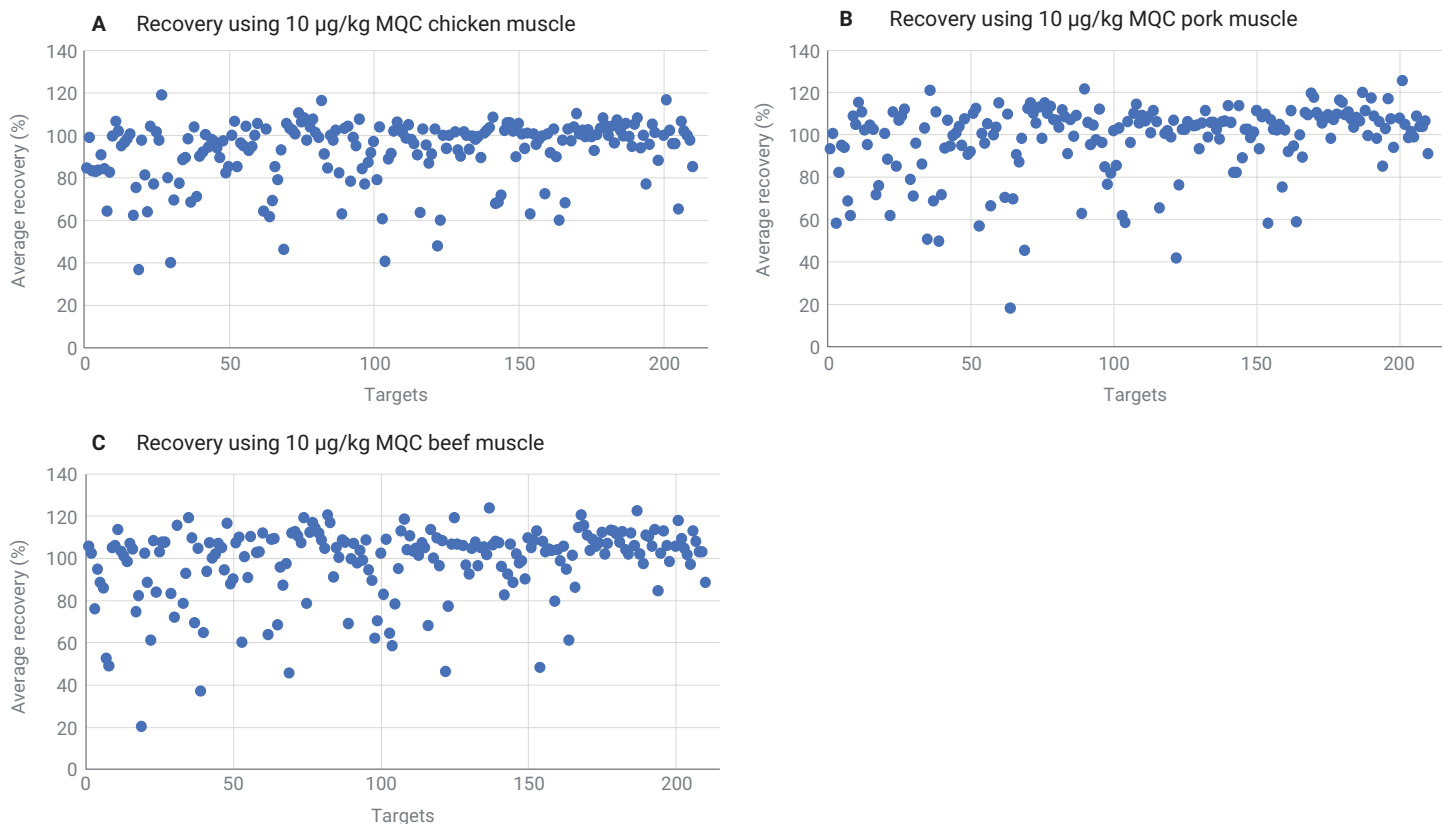 A Recovery using 10 µg/kg MQC chicken muscle
140
120
100
80
60
40
20
0
Average recovery (%)
0 50 100 150 200
Targets
B Recovery using 10 µg/kg MQC pork muscle
140
120
100
80
60
40
20
0
Average recovery (%)
0 50 100 150 200
Targets
C Recovery using 10 µg/kg MQC beef muscle
140
120
100
80
60
40
20
0
Average recovery (%)
0 50 100 150 200
Targets